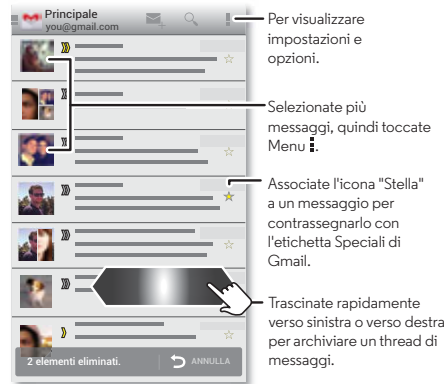 Principale
you@gmail.com
Per visualizzare
impostazioni e
opzioni.
Selezionate più
messaggi, quindi toccate
Menu .
Associate l'icona "Stella"
a un messaggio per
contrassegnarlo con
l'etichetta Speciali di
Gmail.
Trascinate rapidamente
verso sinistra o verso destra
per archiviare un thread di
messaggi.
2 elementi eliminati.
ANNULLA